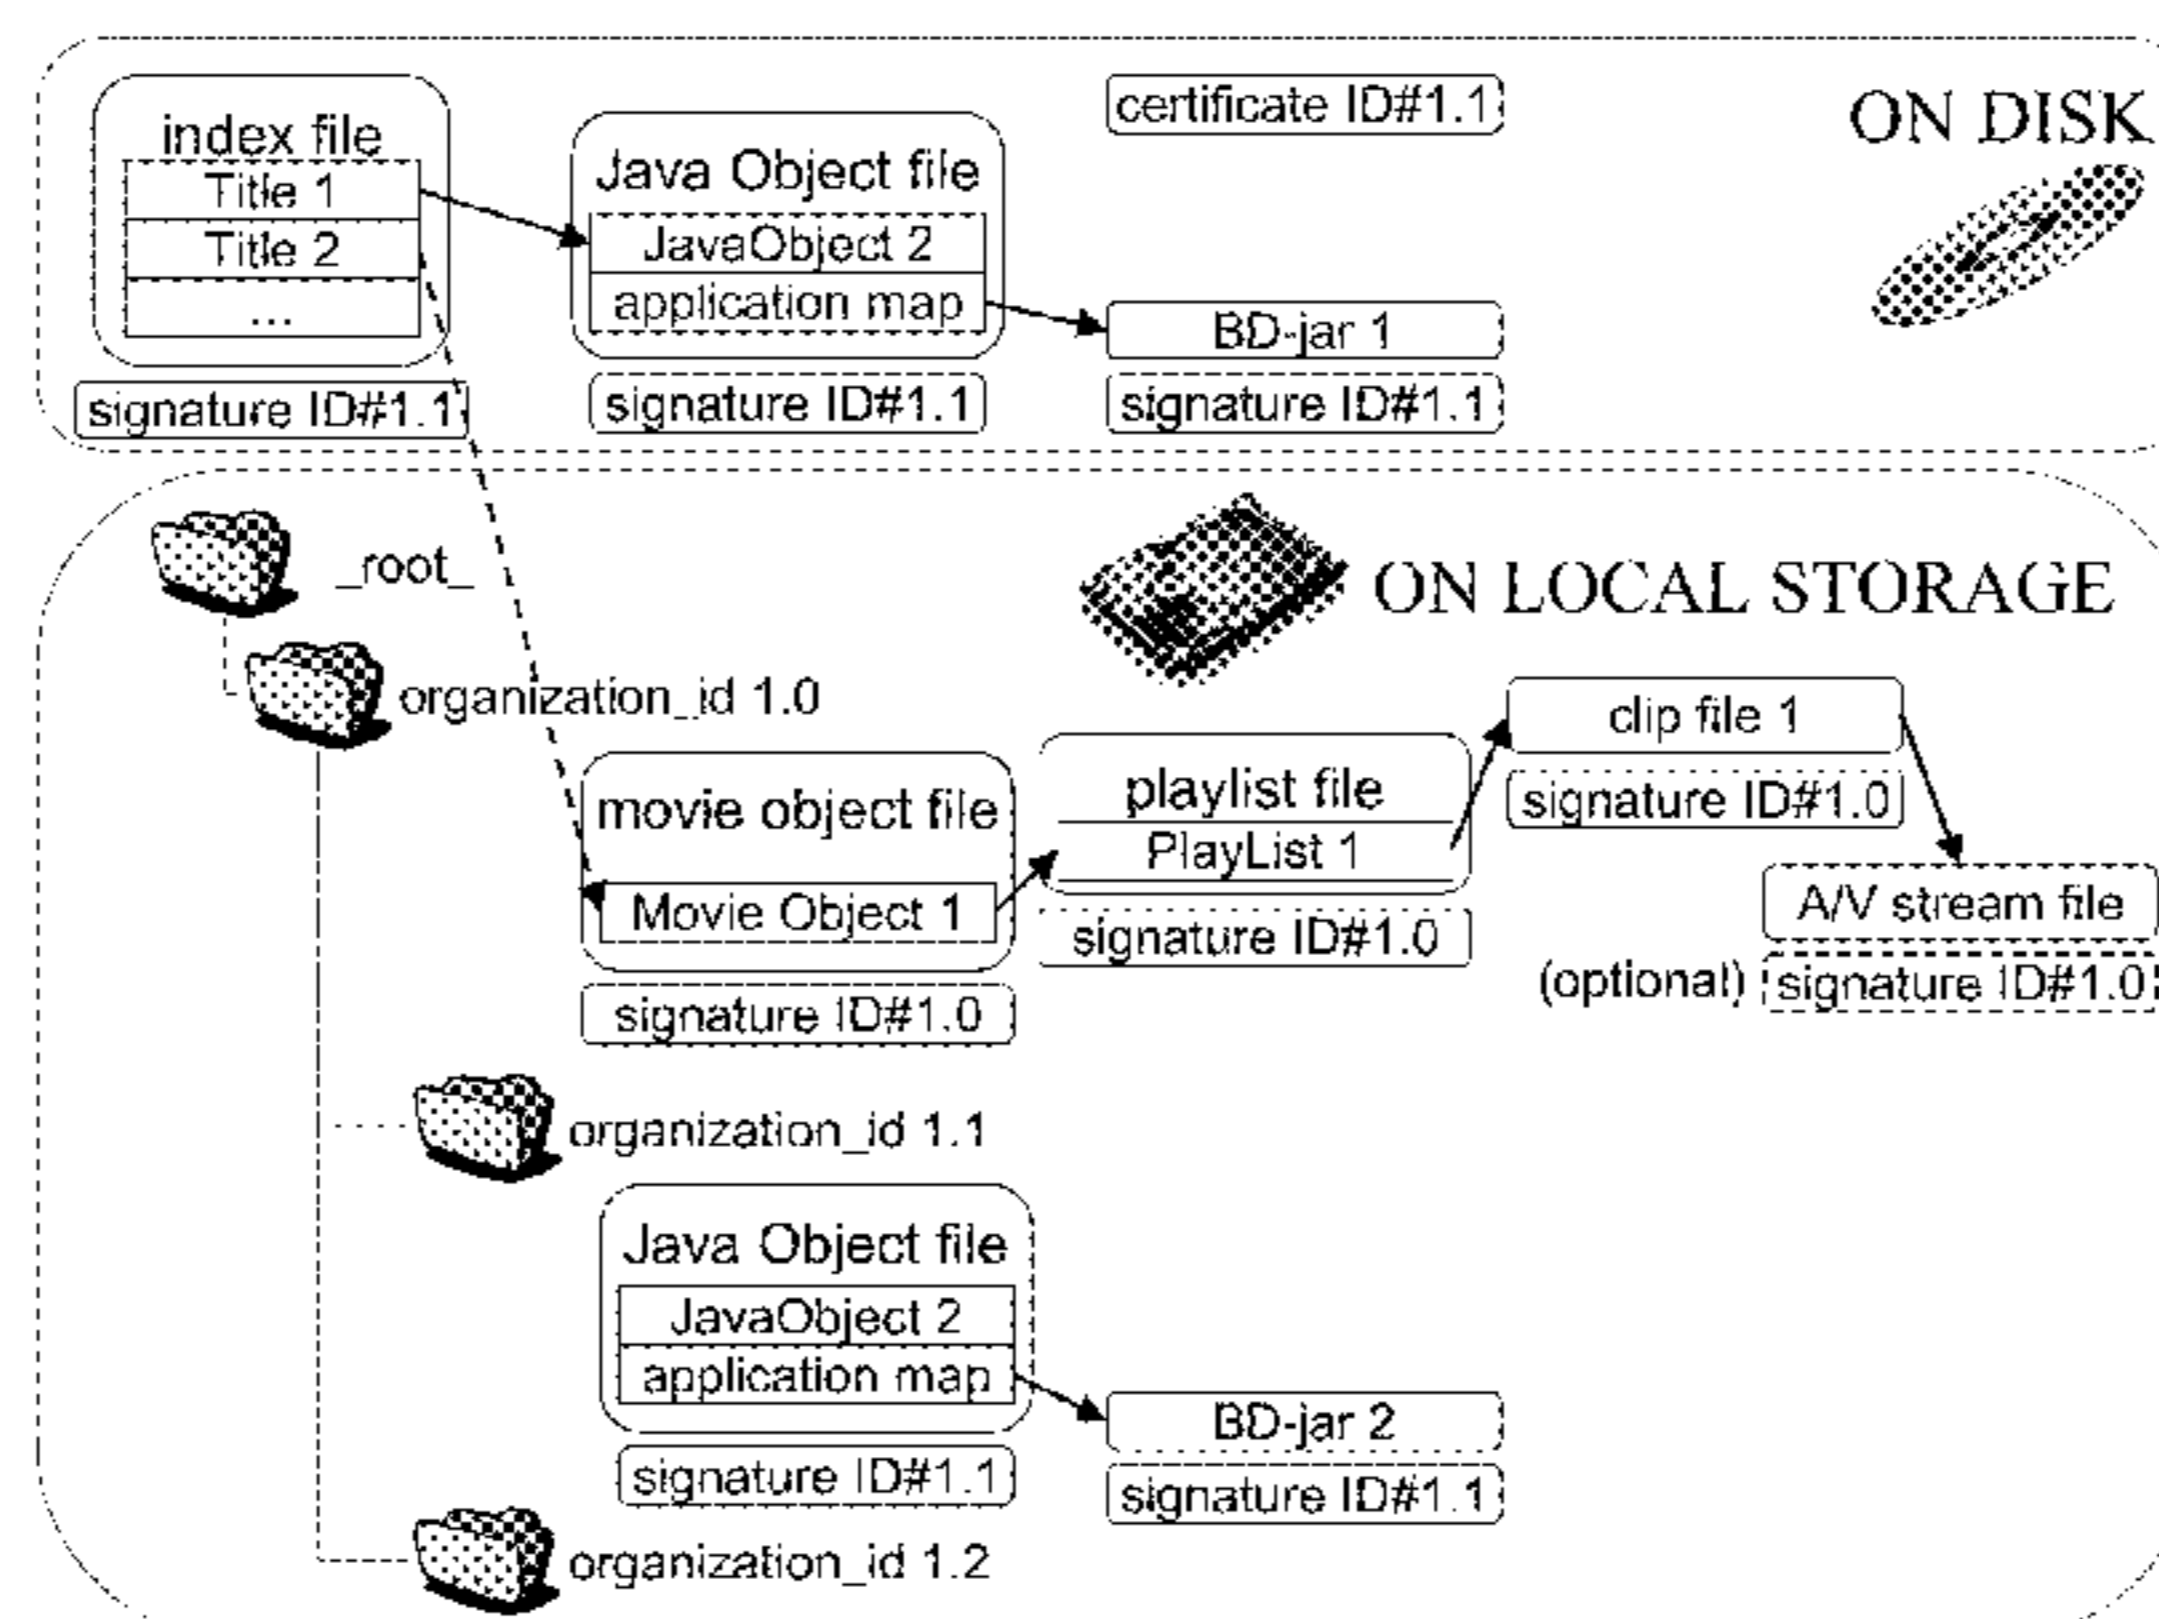 index file
Title 1
Title 2
...
signature ID#1.1
Java Object file
JavaObject 2
application map
signature ID#1.1
certificate ID#1.1
BD-jar 1
signature ID#1.1
ON DISK
_root_
ON LOCAL STORAGE
organization_id 1.0
movie object file
Movie Object 1
signature ID#1.0
playlist file
PlayList 1
signature ID#1.0
clip file 1
signature ID#1.0
A/V stream file
(optional) signature ID#1.0
organization_id 1.1
Java Object file
JavaObject 2
application map
signature ID#1.1
BD-jar 2
signature ID#1.1
organization_id 1.2